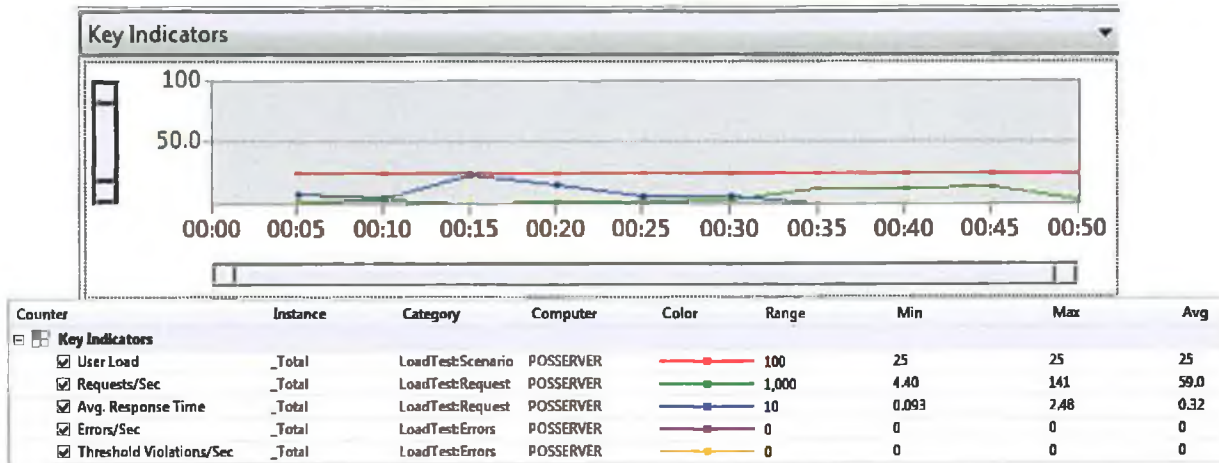 Key Indicators
100
50.0
00:00 00:05 00:10 00:15 00:20 00:25 00:30 00:35 00:40 00:45 00:50
Counter Instance Category Computer Color Range Min Max Avg
Key Indicators
User Load _Total LoadTest:Scenario POSSERVER 100 25 25 25
Requests/Sec _Total LoadTest:Request POSSERVER 1,000 4.40 141 59.0
Avg. Response Time _Total LoadTest:Request POSSERVER 10 0.093 2.48 0.32
Errors/Sec _Total LoadTest:Errors POSSERVER 0 0 0 0
Threshold Violations/Sec _Total LoadTest:Errors POSSERVER 0 0 0 0